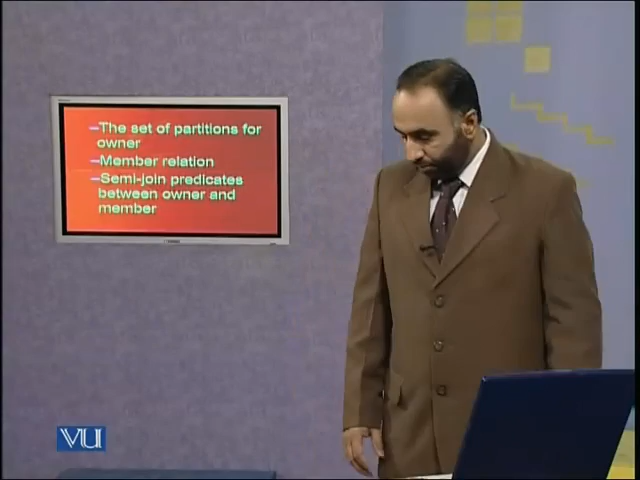 –The set of partitions for
owner
–Member relation
–Semi-join predicates
between owner and
member
VU